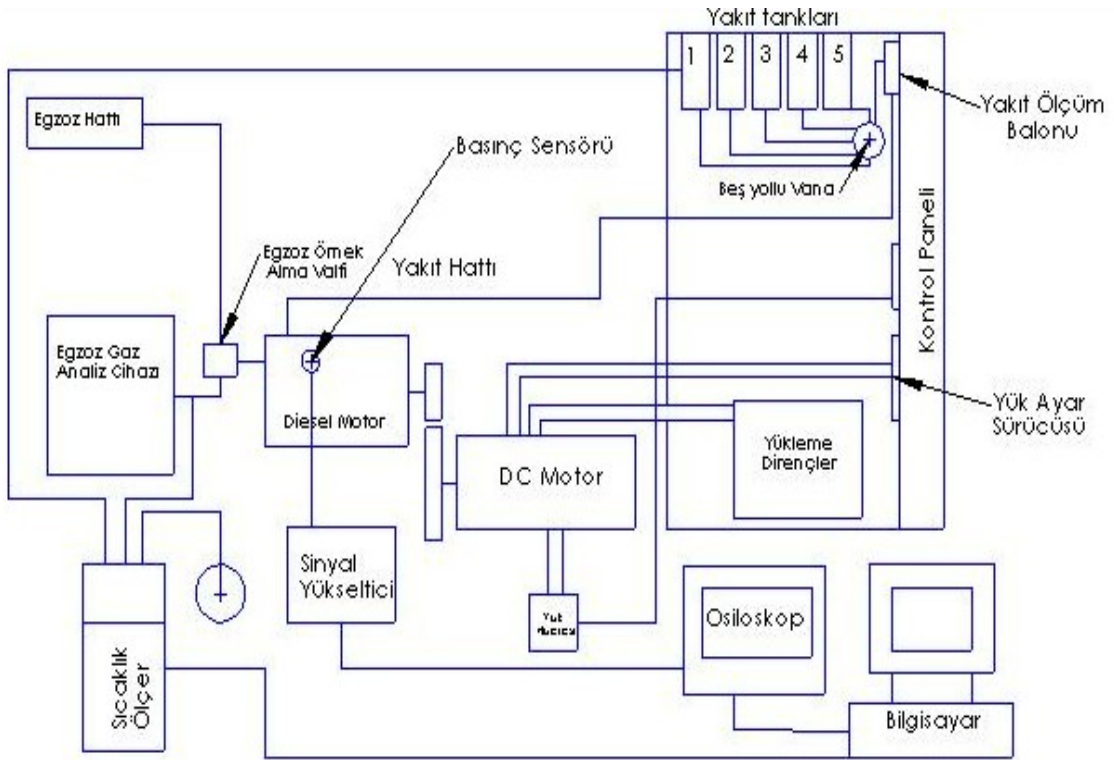 Yakıt tankları
1 2 3 4 5
Yakıt Ölçüm
Balonu
Egzoz Hattı
Basınç Sensörü
Beş yollu Vana
Kontrol Paneli
Egzoz Örnek
Alma Valfi
Yakıt Hattı
Egzoz Gaz
Analiz Cihazı
Diesel Motor
Yük Ayar
Sürücüsü
DC Motor
Yükleme
Dirençler
Sinyal
Yükseltici
Yük
Osiloskop
Sıcaklık
Ölçer
Bilgisayar